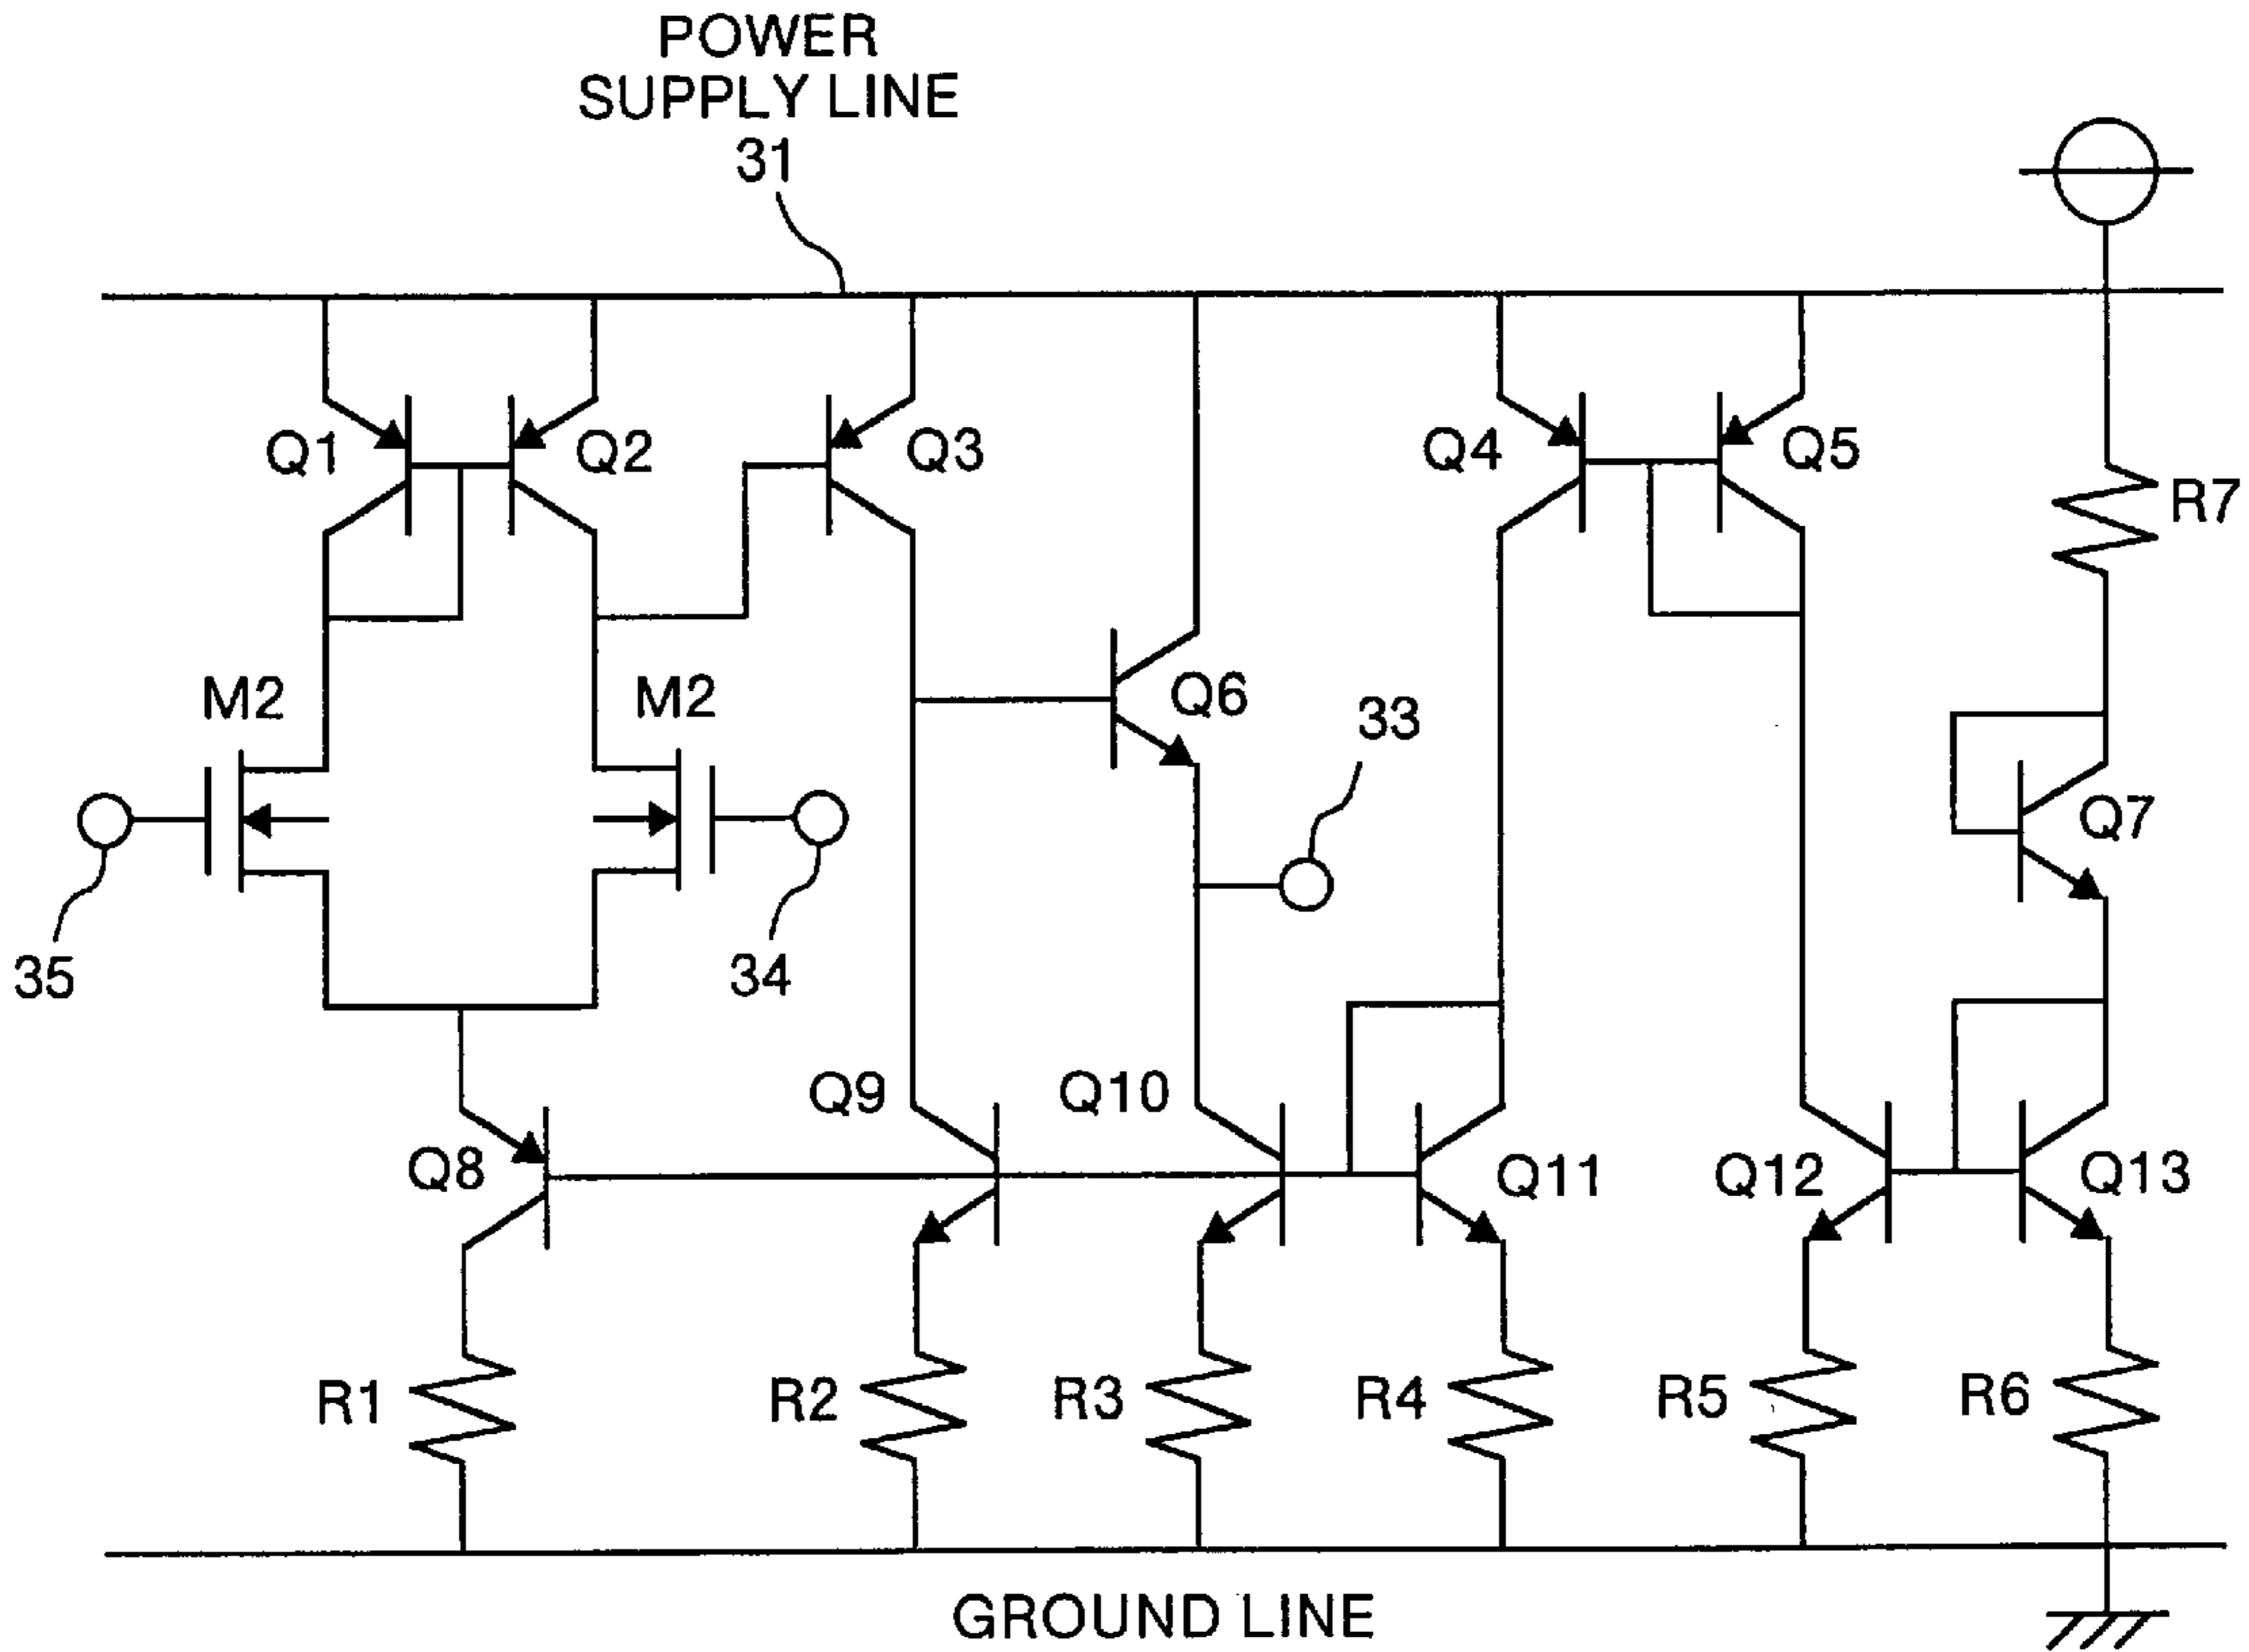 POWER
SUPPLY LINE
31
Q1
Q2
Q3
Q4
Q5
R7
M2
M2
Q6
33
Q7
35
34
Q9
Q10
Q8
Q11
Q12
Q13
R1
R2
R3
R4
R5
R6
GROUND LINE